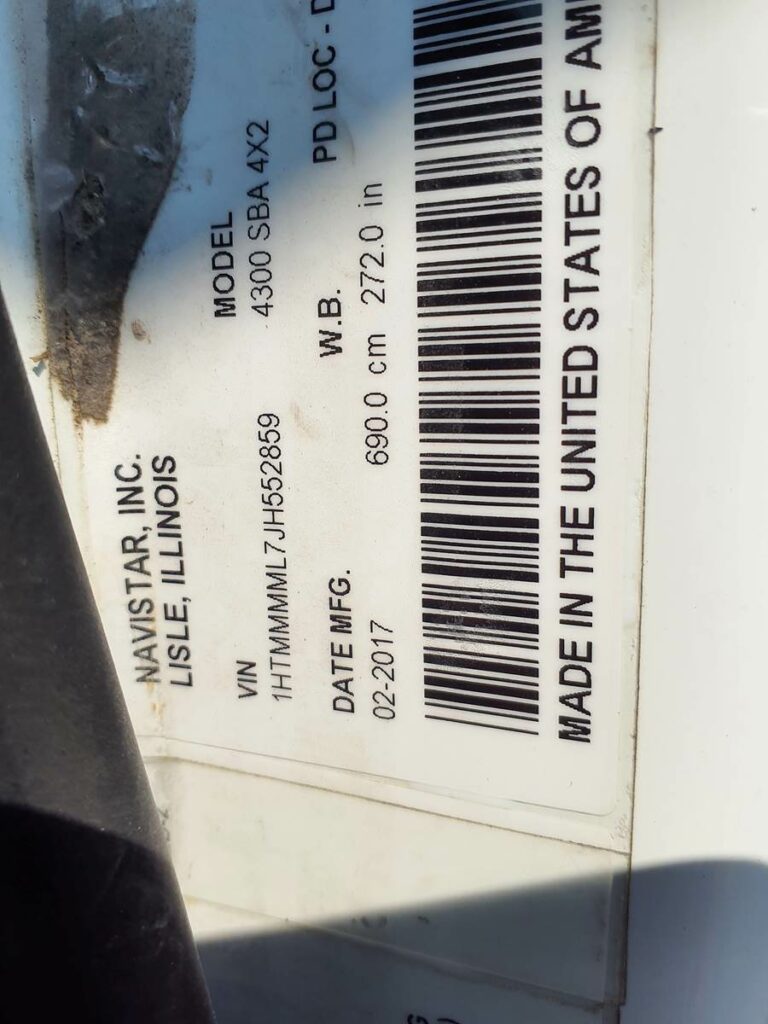 NAVISTAR, INC.
LISLE, ILLINOIS
VIN
1HTMMMML7JH552859
MODEL
4300 SBA 4X2
DATE MFG.
02-2017
W.B.
690.0 cm 272.0 in
PD LOC - D
MADE IN THE UNITED STATES OF AM